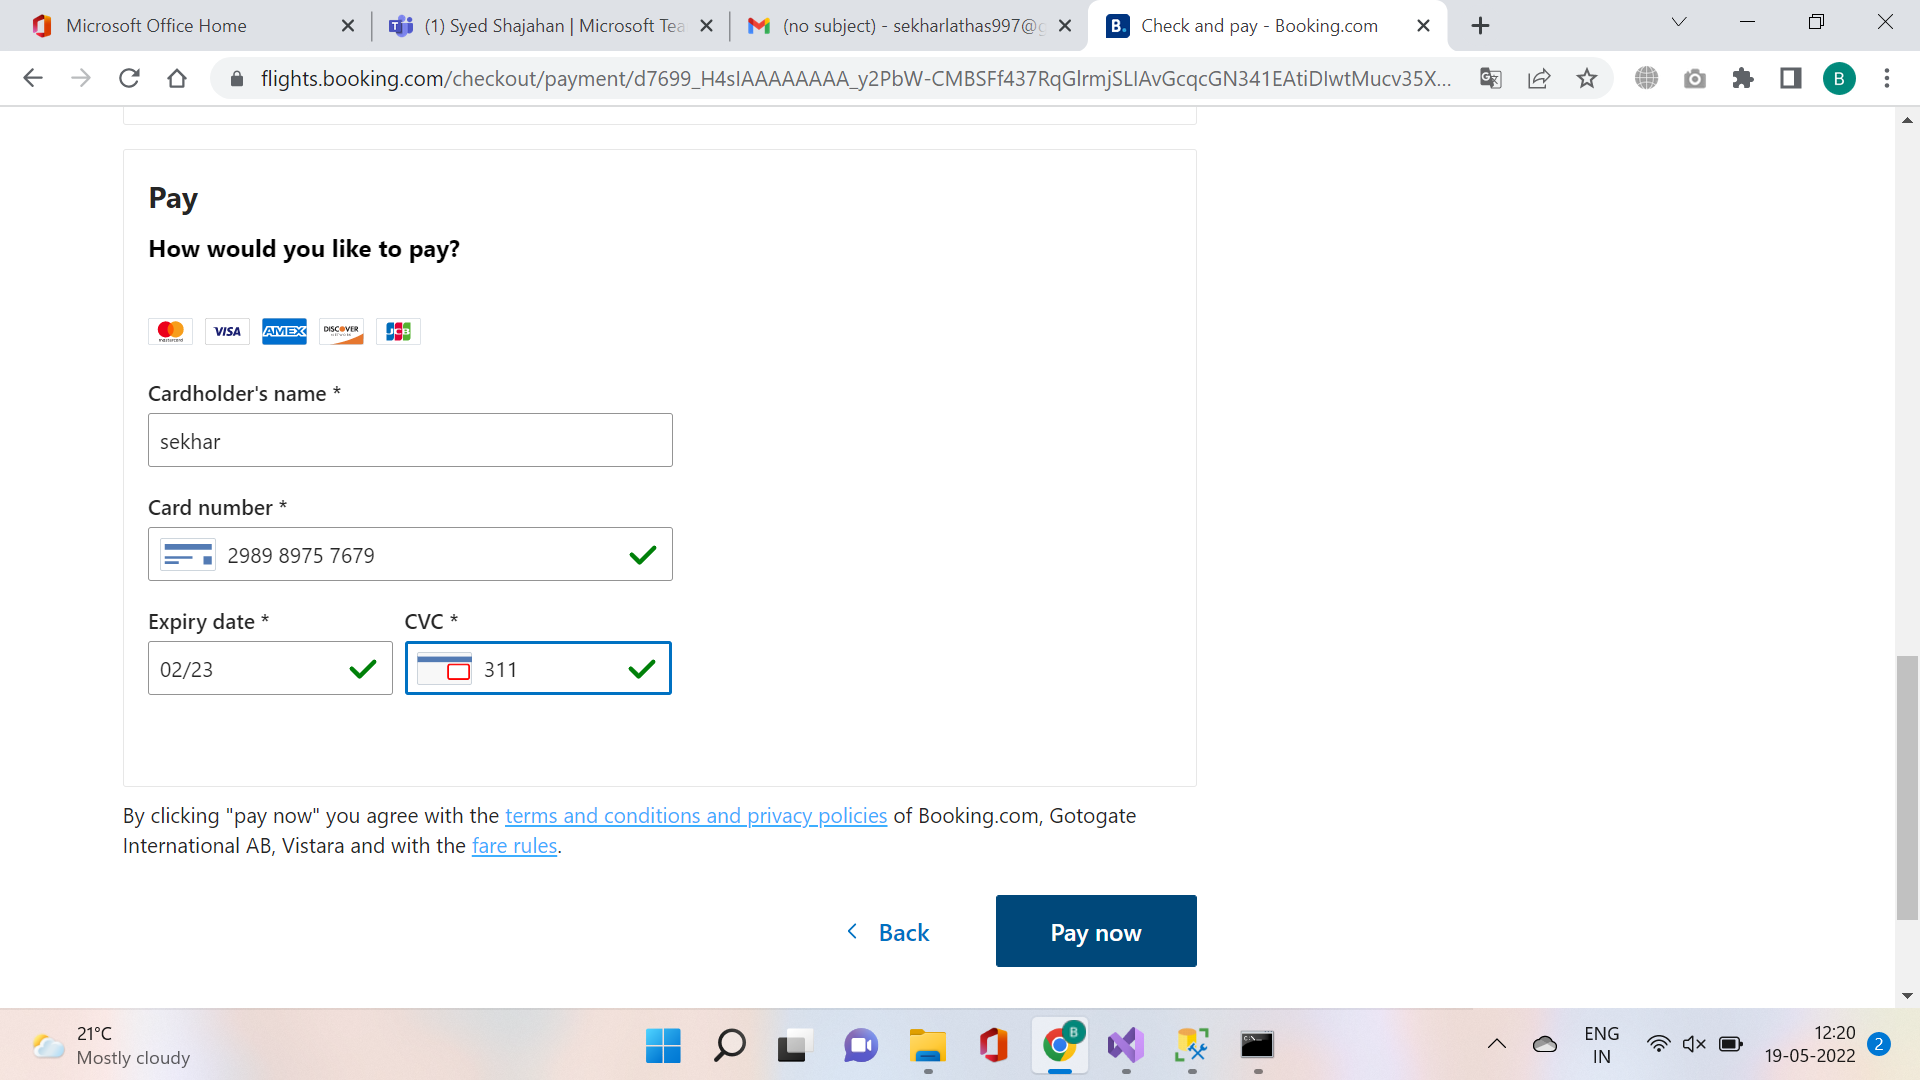 Microsoft Office Home
(1) Syed Shajahan | Microsoft Tea
(no subject) - sekharlathas997@g
B. Check and pay - Booking.com
flights.booking.com/checkout/payment/d7699_H4sIAAAAAAAA_y2PbW-CMBSFf437RqGlrmjSLIAvGcqcGN341EAtiDIwtMucv35X...
B
Pay
How would you like to pay?
mastercard VISA AMEX DISCOVER NETWORK JCB
Cardholder's name *
sekhar
Card number *
2989 8975 7679
Expiry date * CVC *
02/23 311
By clicking "pay now" you agree with the terms and conditions and privacy policies of Booking.com, Gotogate
International AB, Vistara and with the fare rules.
Back Pay now
21°C
Mostly cloudy
B
ENG
IN
12:20
19-05-2022
2